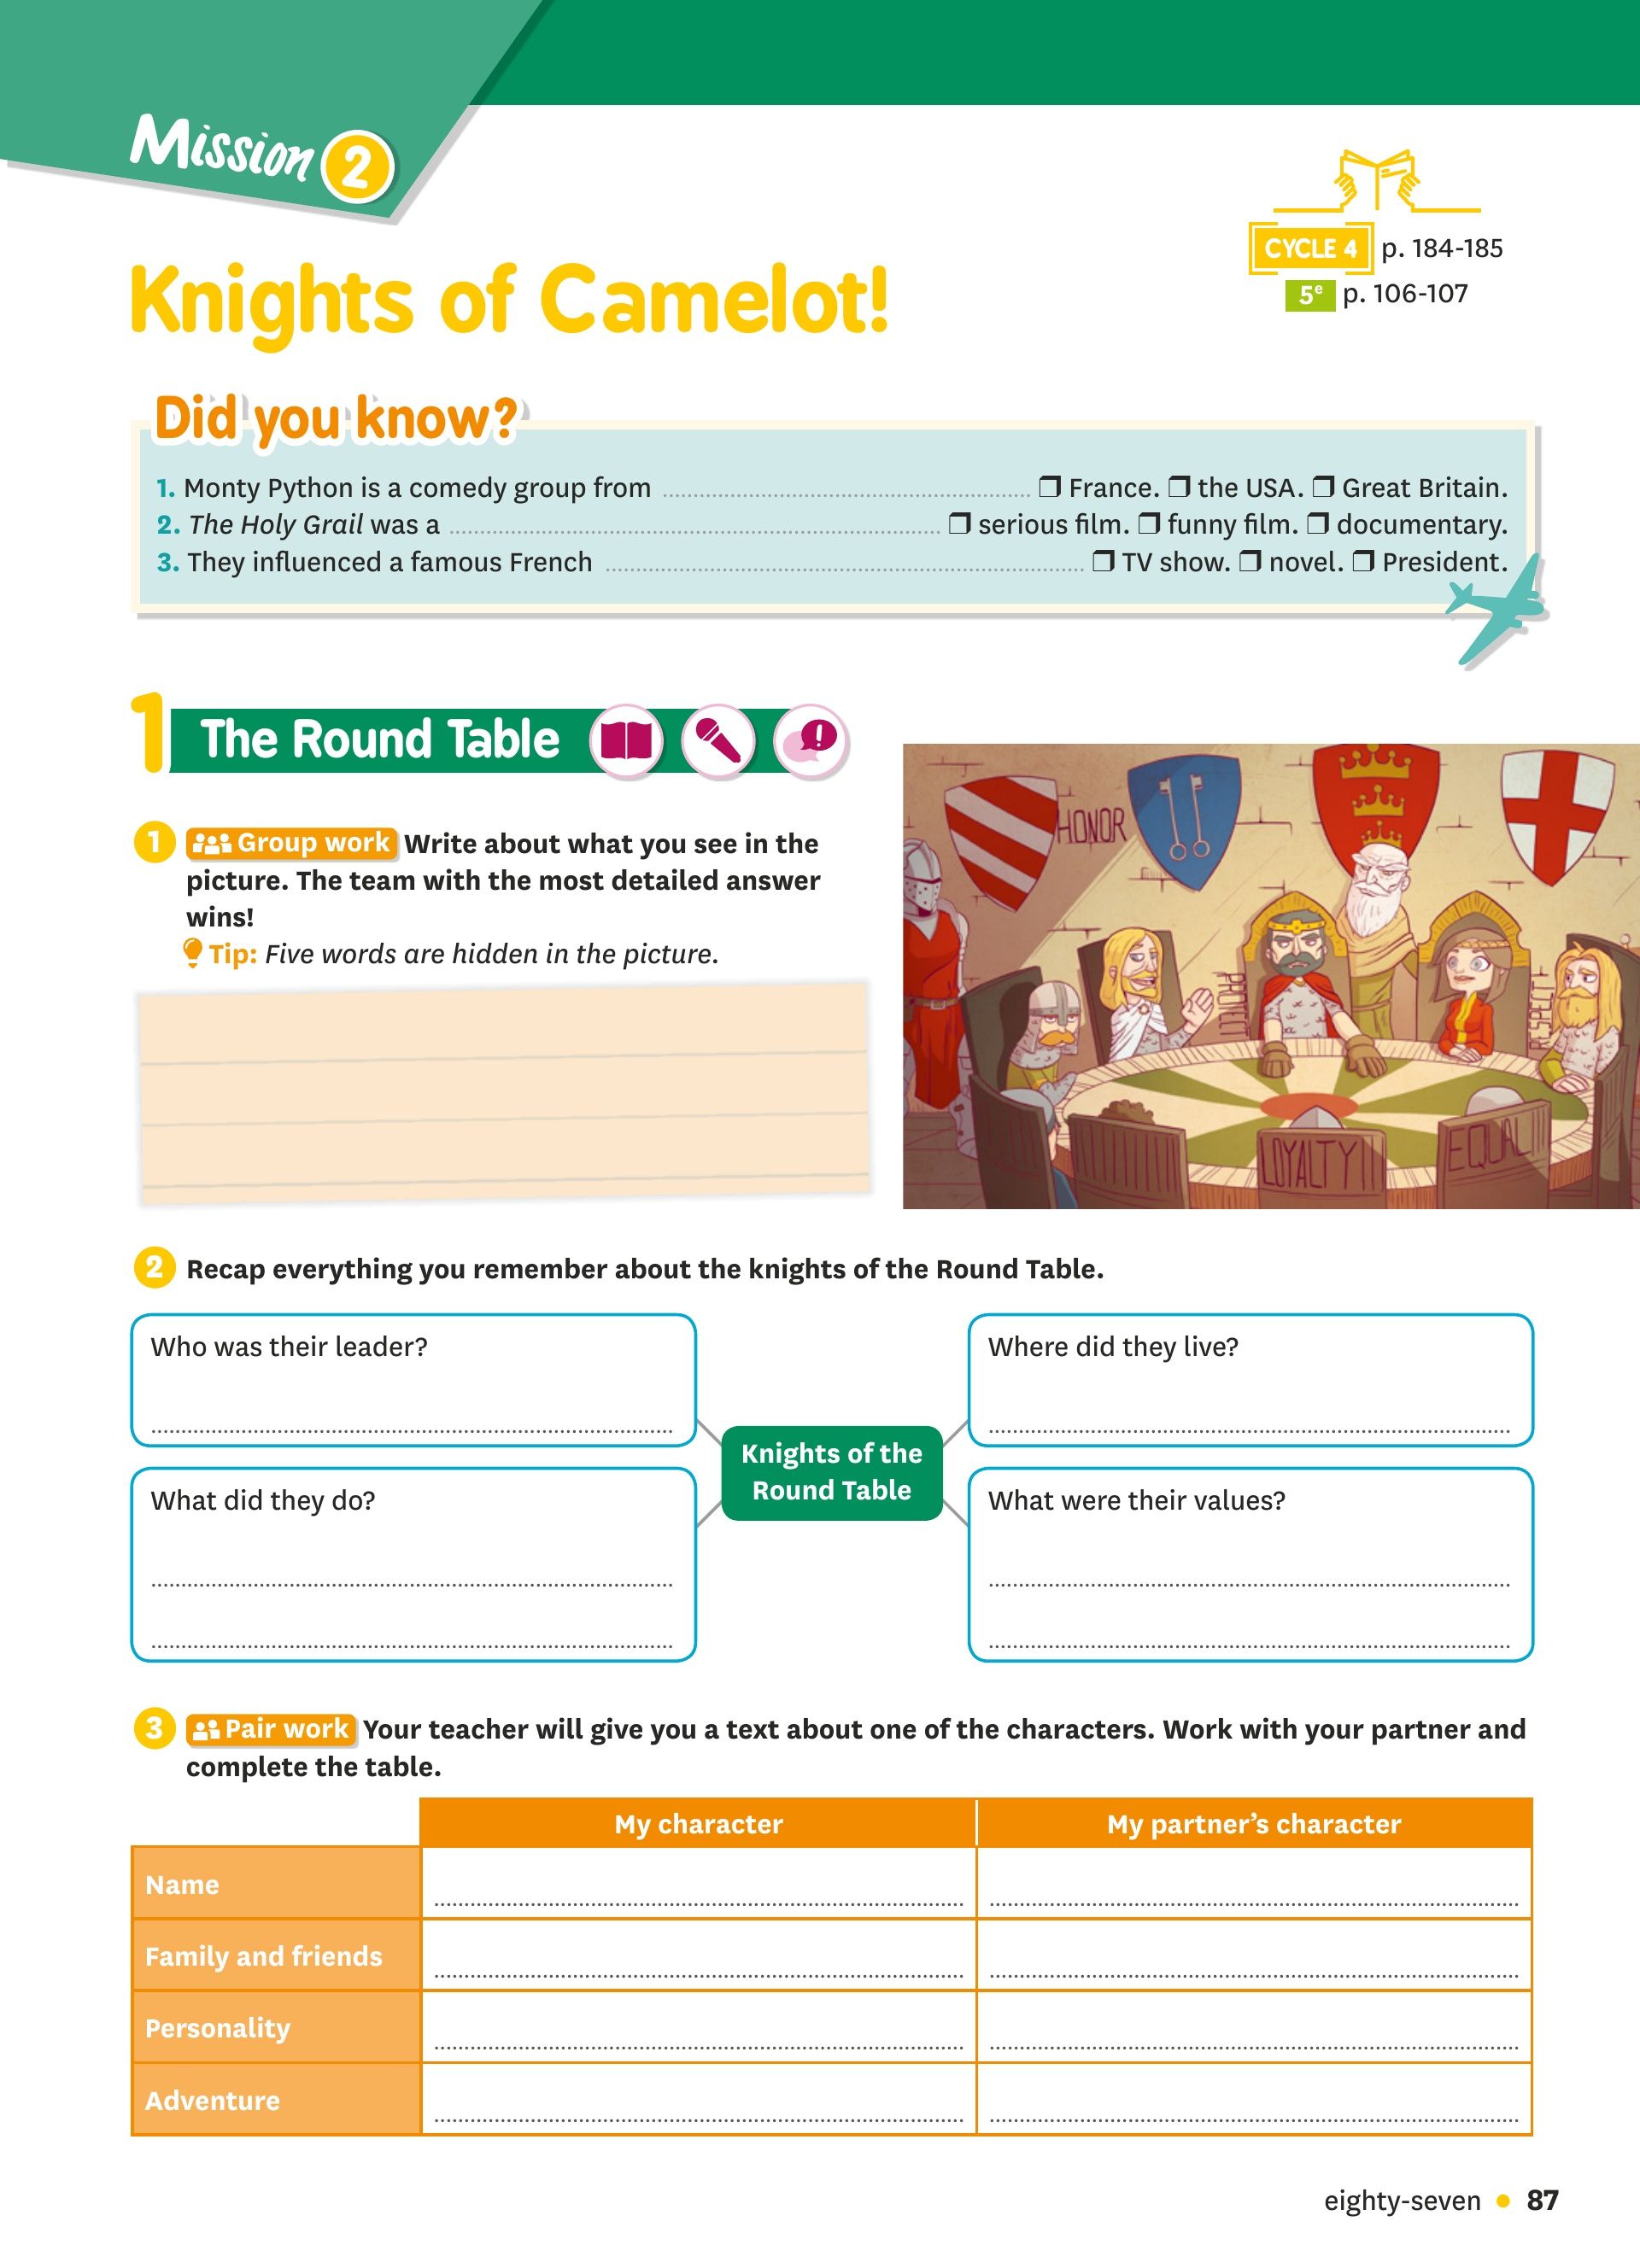 Mission 2
CYCLE 4 p. 184-185
5e p. 106-107
Knights of Camelot!
Did you know?
1. Monty Python is a comedy group from ❒ France. ❒ the USA. ❒ Great Britain.
2. The Holy Grail was a ❒ serious film. ❒ funny film. ❒ documentary.
3. They influenced a famous French ❒ TV show. ❒ novel. ❒ President.
1 The Round Table
1 Group work Write about what you see in the
picture. The team with the most detailed answer
wins!
Tip: Five words are hidden in the picture.
HONOR
PROTECT
RESPECT
LOYALTY
EQUALIT
2 Recap everything you remember about the knights of the Round Table.
Who was their leader?
Where did they live?
Knights of the
Round Table
What did they do?
What were their values?
3 Pair work Your teacher will give you a text about one of the characters. Work with your partner and
complete the table.
My character My partner's character
Name
Family and friends
Personality
Adventure
eighty-seven • 87